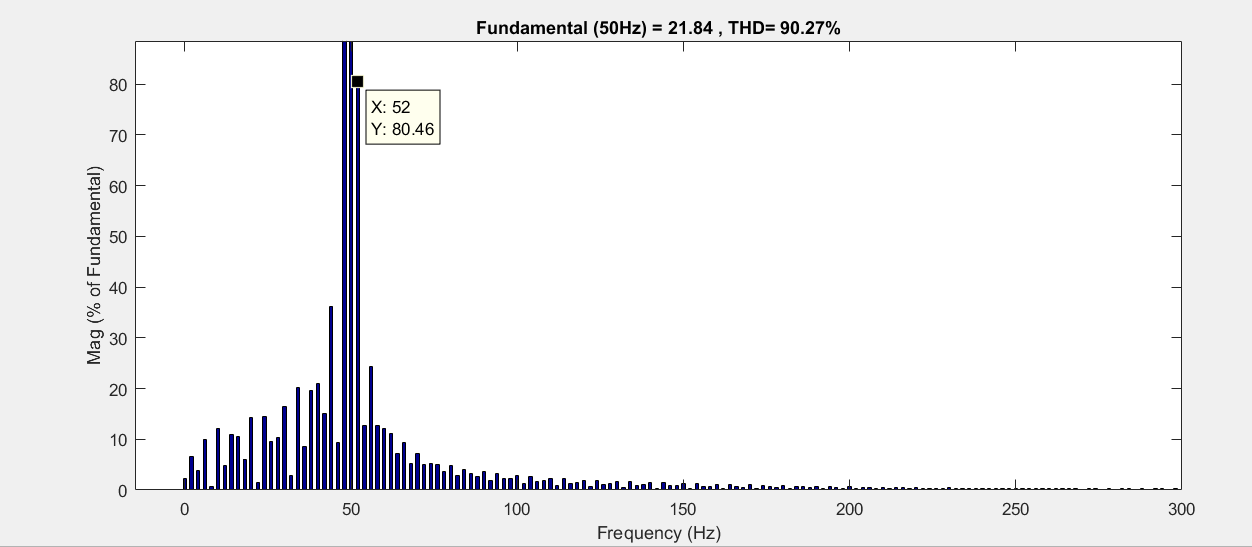 Fundamental (50Hz) = 21.84 , THD= 90.27%
Mag (% of Fundamental)
80
70
60
50
40
30
20
10
0
X: 52
Y: 80.46
0 50 100 150 200 250 300
Frequency (Hz)